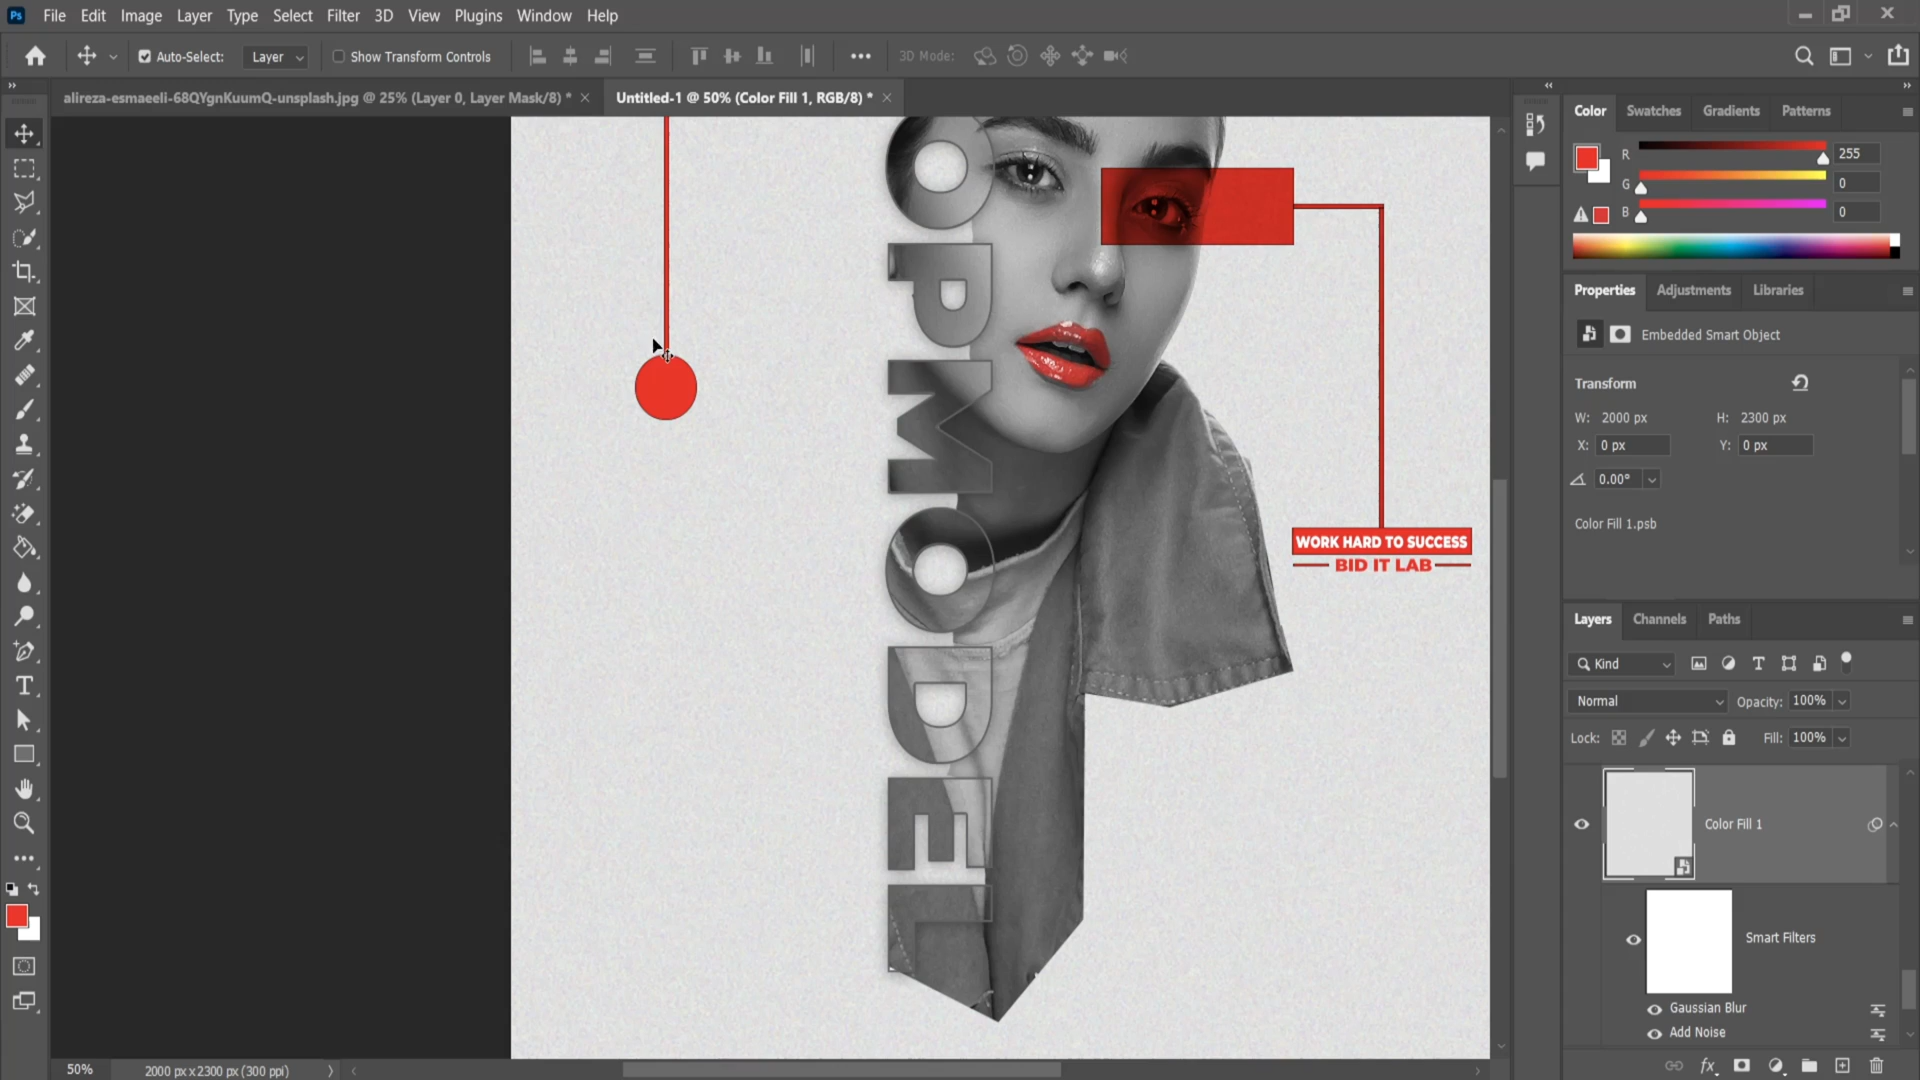 Ps File Edit Image Layer Type Select Filter 3D View Plugins Window Help
Auto-Select: Layer Show Transform Controls 3D Mode:
alireza-esmaeeli-68QYgnKuumQ-unsplash.jpg @ 25% (Layer 0, Layer Mask/8) *
Untitled-1 @ 50% (Color Fill 1, RGB/8) *
Color Swatches Gradients Patterns
R 255
G 0
B 0
Properties Adjustments Libraries
Embedded Smart Object
Transform
W: 2000 px H: 2300 px
X: 0 px Y: 0 px
0.00°
Color Fill 1.psb
OPMODEL
WORK HARD TO SUCCESS
BID IT LAB
Layers Channels Paths
Kind
Normal Opacity: 100%
Lock: Fill: 100%
Color Fill 1
Smart Filters
Gaussian Blur
Add Noise
fx
50% 2000 px x 2300 px (300 ppi)